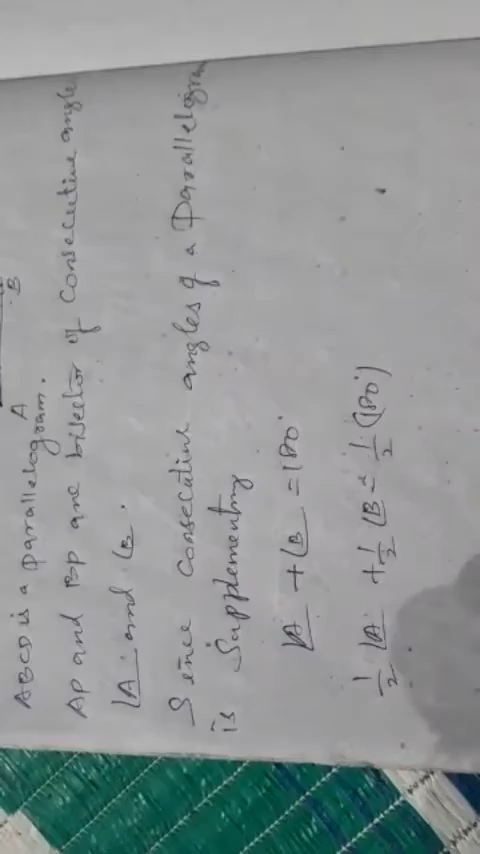 B
A
ABCD is a parallelogram.
AP and BP are bisector of Consecutive angle
∠A and ∠B.
Since consecutive angles of a parallelogram
is Supplementry
∠A + ∠B = 180°
1/2 ∠A + 1/2 ∠B = 1/2 (180°)